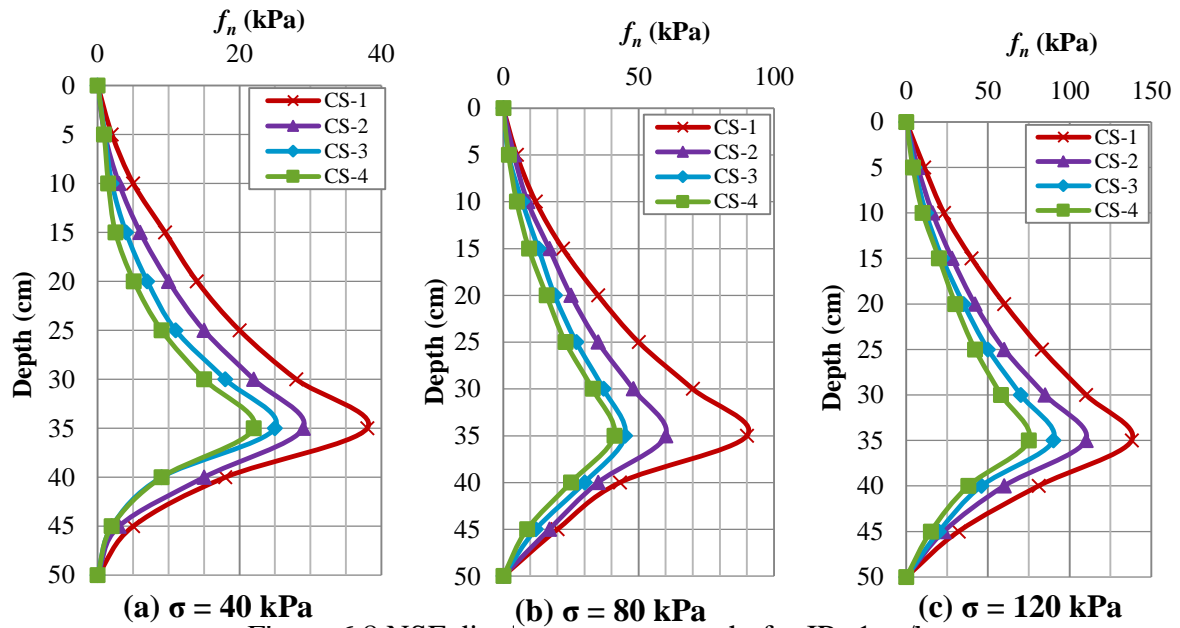 fn (kPa)
0 20 40
0
5
10
15
20
25
30
35
40
45
50
Depth (cm)
CS-1
CS-2
CS-3
CS-4
(a) σ = 40 kPa
fn (kPa)
0 50 100
0
5
10
15
20
25
30
35
40
45
50
Depth (cm)
CS-1
CS-2
CS-3
CS-4
(b) σ = 80 kPa
fn (kPa)
0 50 100 150
0
5
10
15
20
25
30
35
40
45
50
Depth (cm)
CS-1
CS-2
CS-3
CS-4
(c) σ = 120 kPa